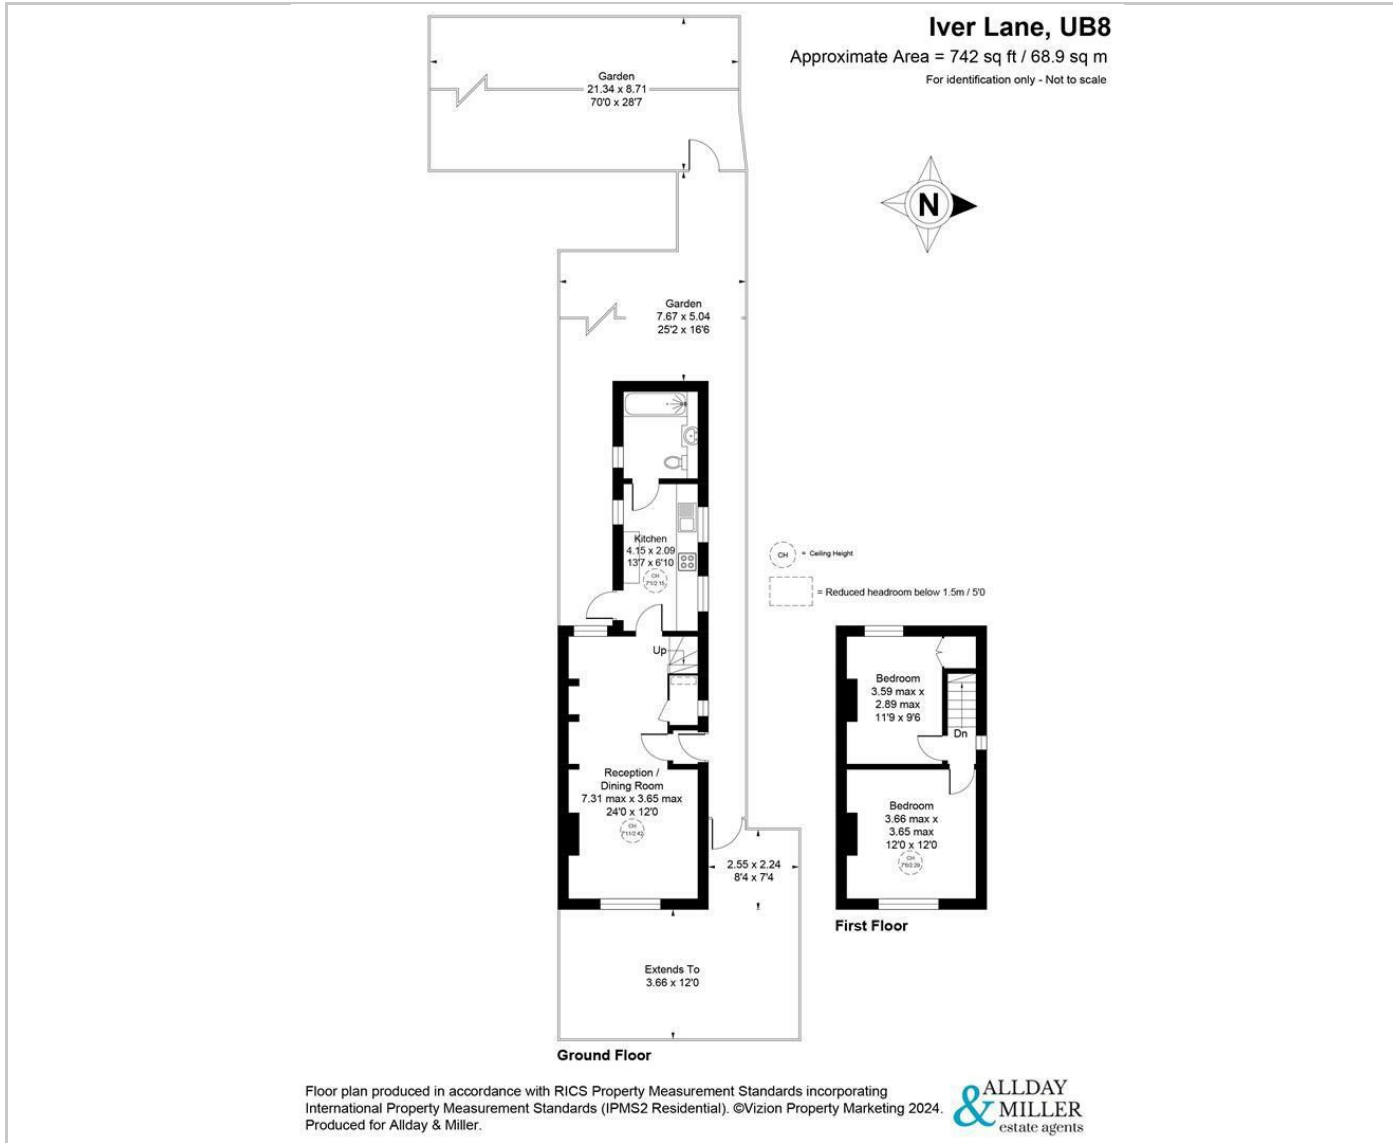 Iver Lane, UB8
Approximate Area = 742 sq ft / 68.9 sq m
For identification only - Not to scale
Garden
21.34 x 8.71
70'0 x 28'7
N
Garden
7.67 x 5.04
25'2 x 16'6
Kitchen
4.15 x 2.09
13'7 x 6'10
CH
CH = Ceiling Height
= Reduced headroom below 1.5m / 5'0
Up
Reception /
Dining Room
7.31 max x 3.65 max
24'0 x 12'0
CH
2.55 x 2.24
8'4 x 7'4
Extends To
3.66 x 12'0
Ground Floor
Bedroom
3.59 max x
2.89 max
11'9 x 9'6
Dn
Bedroom
3.66 max x
3.65 max
12'0 x 12'0
CH
First Floor
Floor plan produced in accordance with RICS Property Measurement Standards incorporating
International Property Measurement Standards (IPMS2 Residential). ©Vizion Property Marketing 2024.
Produced for Allday & Miller.
ALLDAY
& MILLER
estate agents